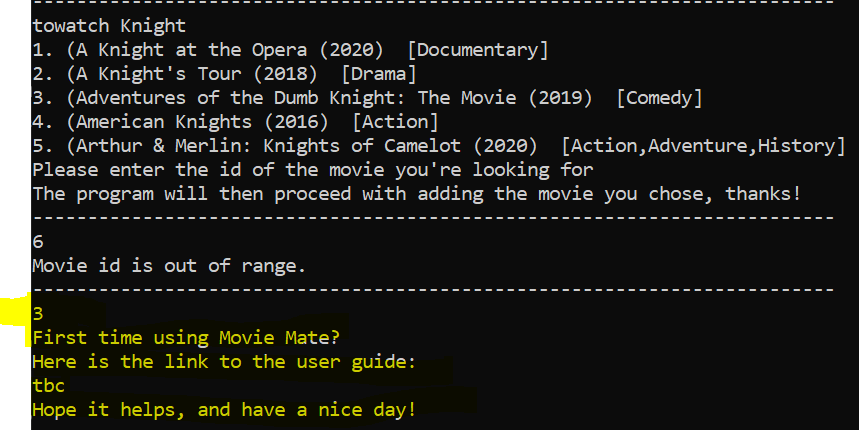 --------------------------------------------------------------------------
towatch Knight
1. (A Knight at the Opera (2020)  [Documentary]
2. (A Knight's Tour (2018)  [Drama]
3. (Adventures of the Dumb Knight: The Movie (2019)  [Comedy]
4. (American Knights (2016)  [Action]
5. (Arthur & Merlin: Knights of Camelot (2020)  [Action,Adventure,History]
Please enter the id of the movie you're looking for
The program will then proceed with adding the movie you chose, thanks!
--------------------------------------------------------------------------
6
Movie id is out of range.
--------------------------------------------------------------------------
3
First time using Movie Mate?
Here is the link to the user guide:
tbc
Hope it helps, and have a nice day!